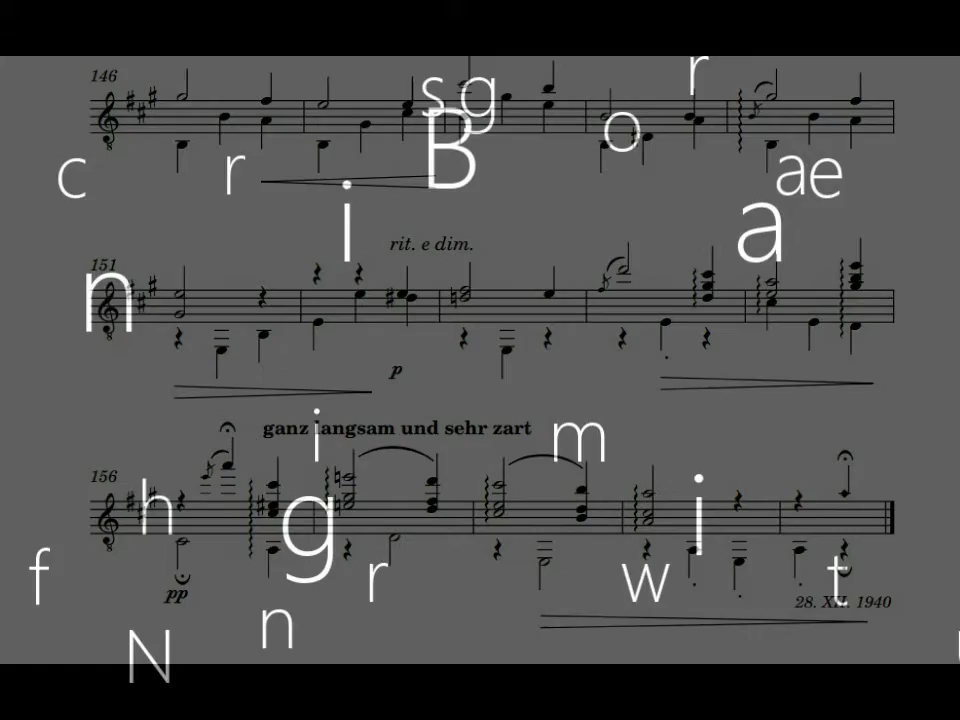 146
rit. e dim.
151
p
ganz langsam und sehr zart
156
pp
28. XII. 1940
s g r
B o
c r i ae
a
n
i m
h g i
f r w t
n
N